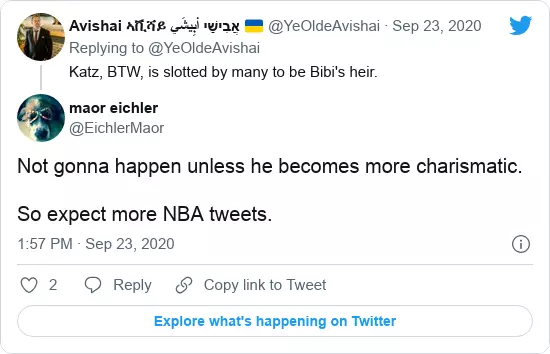 Avishai አቪሻይ אֲבִישַׁי أبيشَي 🇺🇦 @YeOldeAvishai · Sep 23, 2020
Replying to @YeOldeAvishai
Katz, BTW, is slotted by many to be Bibi's heir.
maor eichler
@EichlerMaor
Not gonna happen unless he becomes more charismatic.
So expect more NBA tweets.
1:57 PM · Sep 23, 2020
2 Reply Copy link to Tweet
Explore what's happening on Twitter